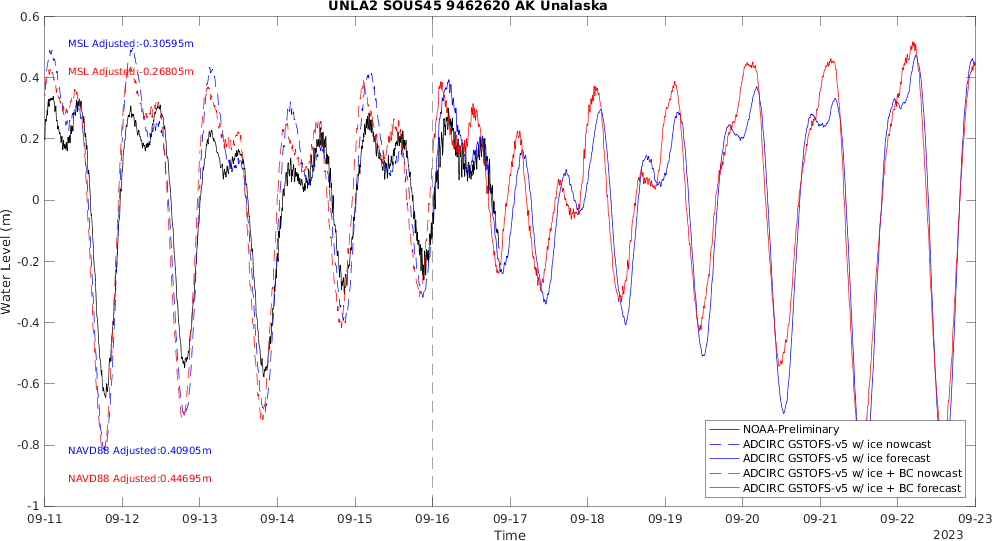 UNLA2 SOUS45 9462620 AK Unalaska
0.6
0.4
0.2
0
-0.2
-0.4
-0.6
-0.8
-1
Water Level (m)
MSL Adjusted:-0.30595m
MSL Adjusted:-0.26805m
NAVD88 Adjusted:0.40905m
NAVD88 Adjusted:0.44695m
NOAA-Preliminary
ADCIRC GSTOFS-v5 w/ ice nowcast
ADCIRC GSTOFS-v5 w/ ice forecast
ADCIRC GSTOFS-v5 w/ ice + BC nowcast
ADCIRC GSTOFS-v5 w/ ice + BC forecast
09-11 09-12 09-13 09-14 09-15 09-16 09-17 09-18 09-19 09-20 09-21 09-22 09-23
Time
2023